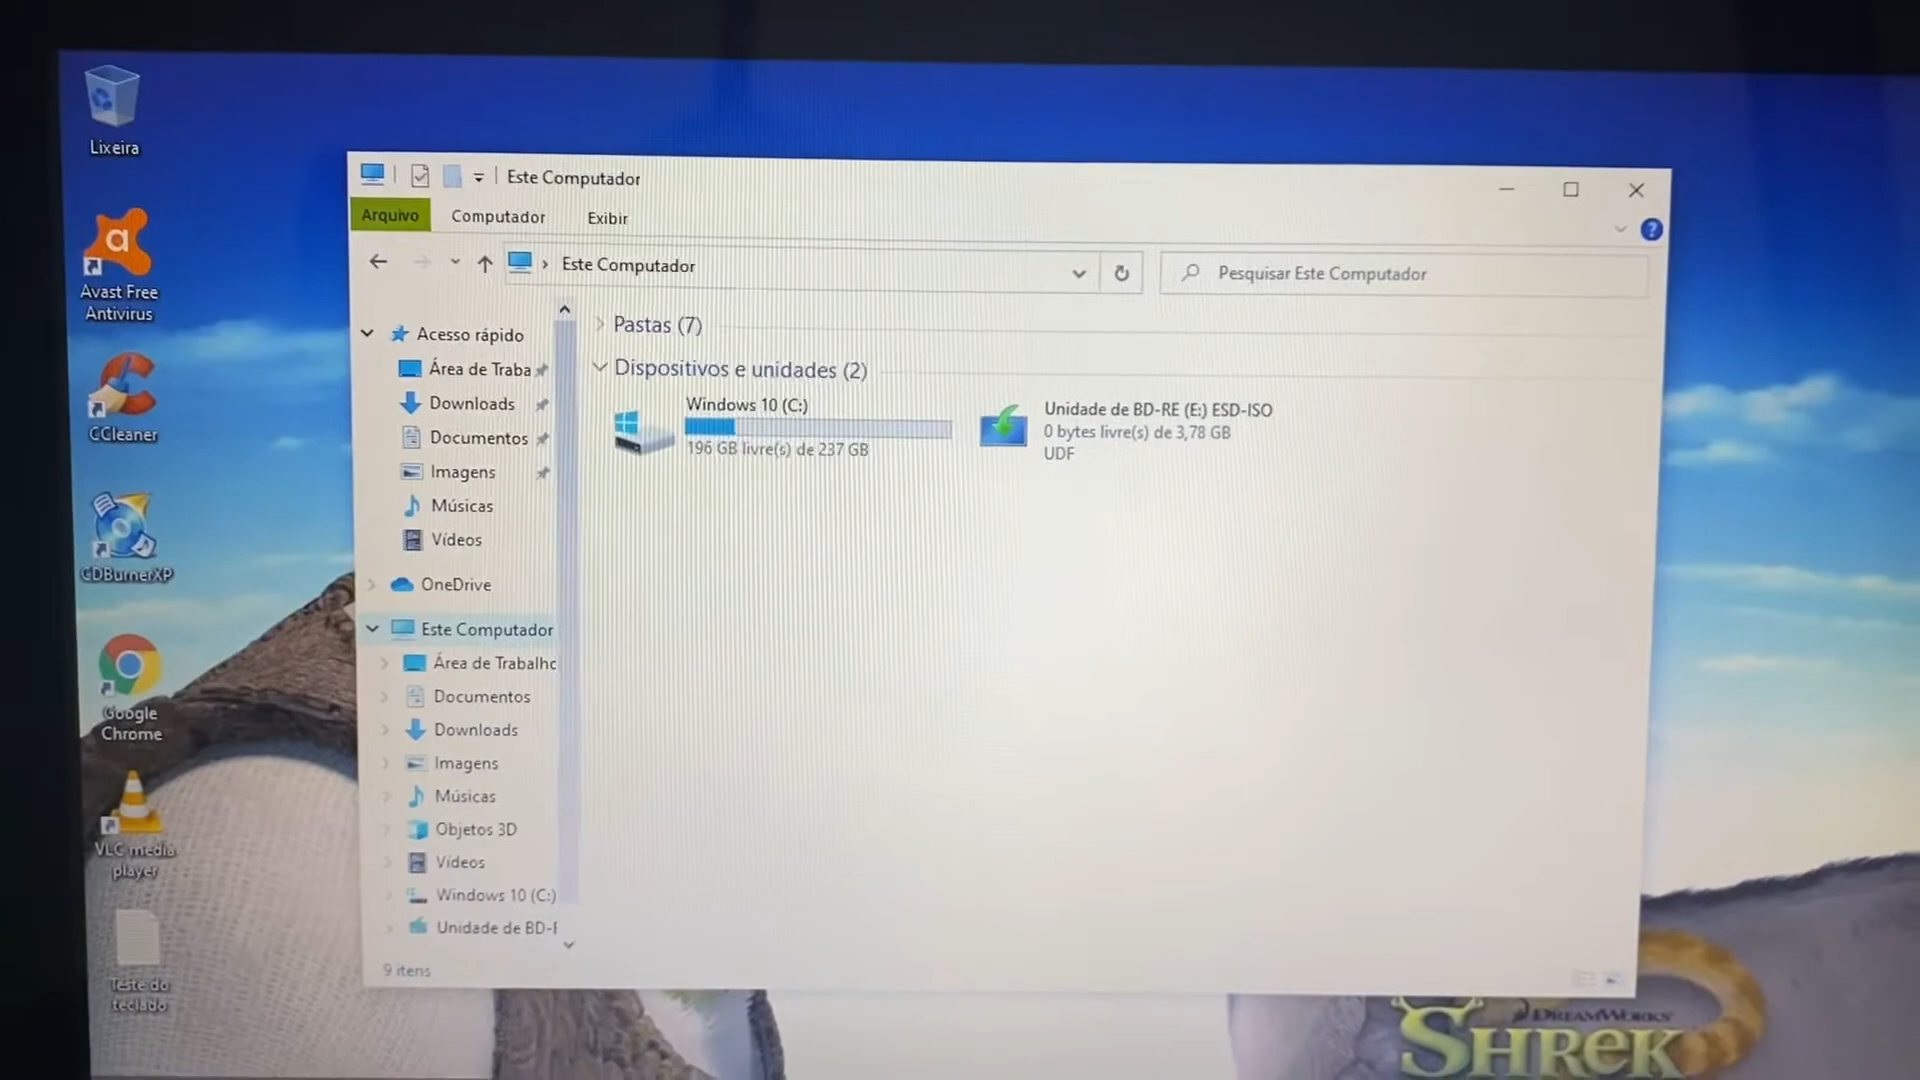 Lixeira
Avast Free
Antivirus
CCleaner
CDBurnerXP
Google
Chrome
VLC media
player
Teste do
teclado
Este Computador
Arquivo
Computador
Exibir
Este Computador
Pesquisar Este Computador
Acesso rápido
Área de Traba
Downloads
Documentos
Imagens
Músicas
Vídeos
OneDrive
Este Computador
Área de Trabalho
Documentos
Downloads
Imagens
Músicas
Objetos 3D
Vídeos
Windows 10 (C:)
Unidade de BD-R
9 itens
Pastas (7)
Dispositivos e unidades (2)
Windows 10 (C:)
196 GB livre(s) de 237 GB
Unidade de BD-RE (E:) ESD-ISO
0 bytes livre(s) de 3,78 GB
UDF
DREAMWORKS
SHREK